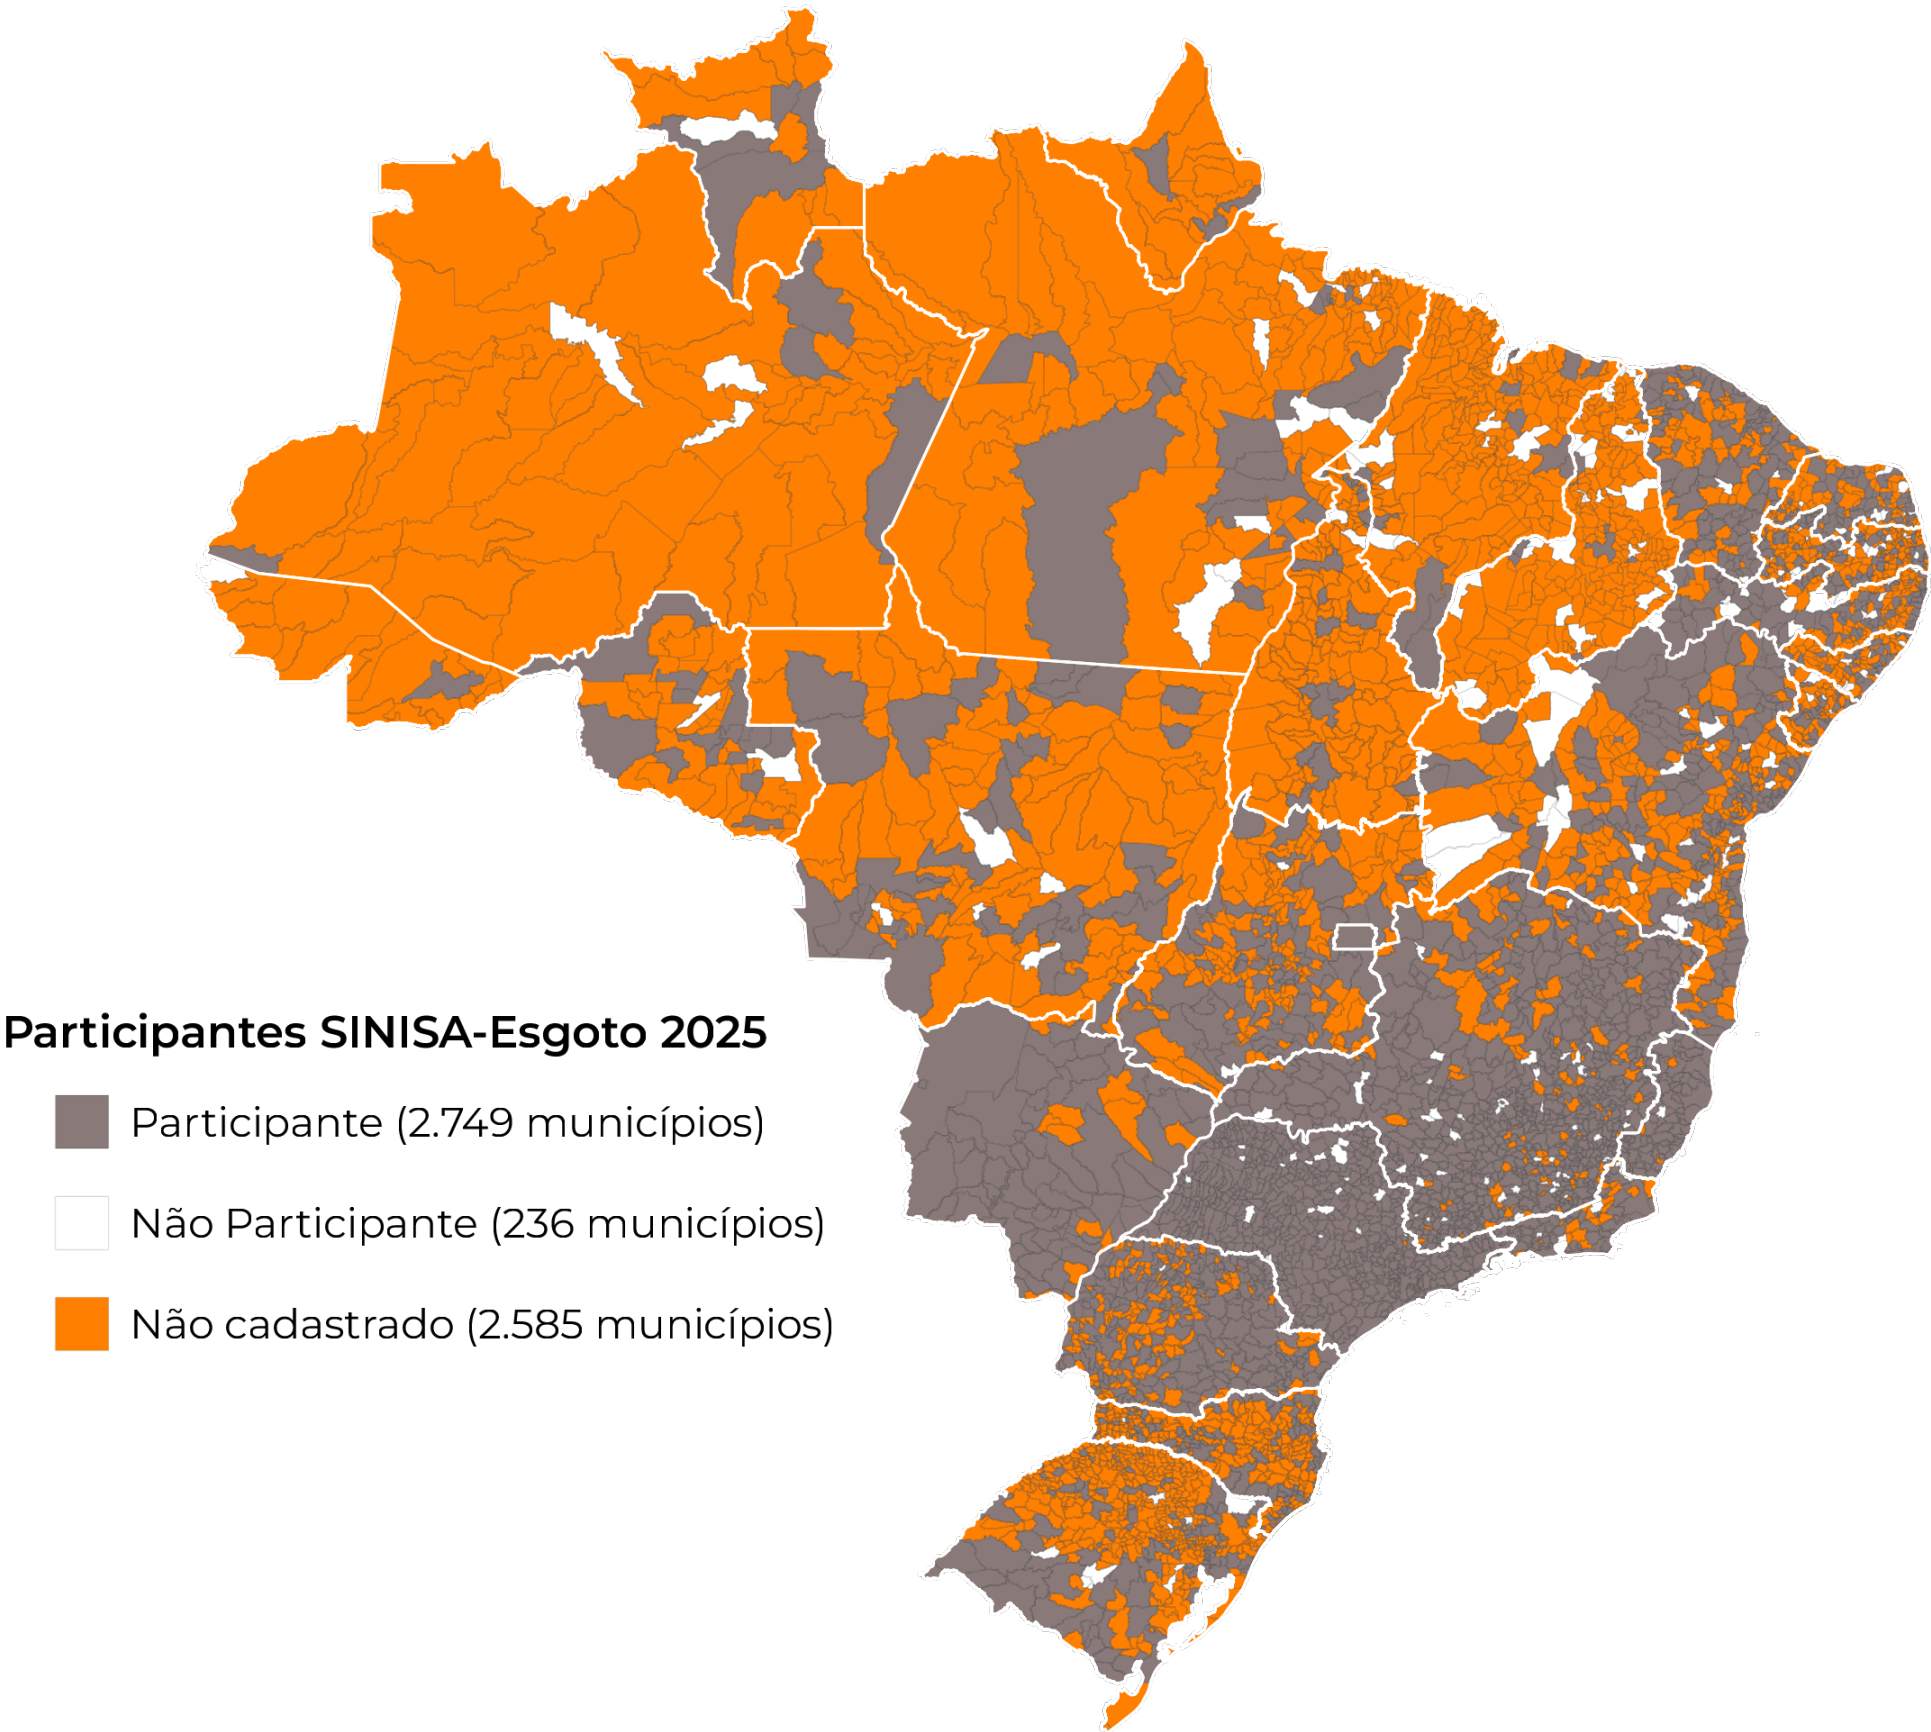 Participantes SINISA-Esgoto 2025
Participante (2.749 municípios)
Não Participante (236 municípios)
Não cadastrado (2.585 municípios)